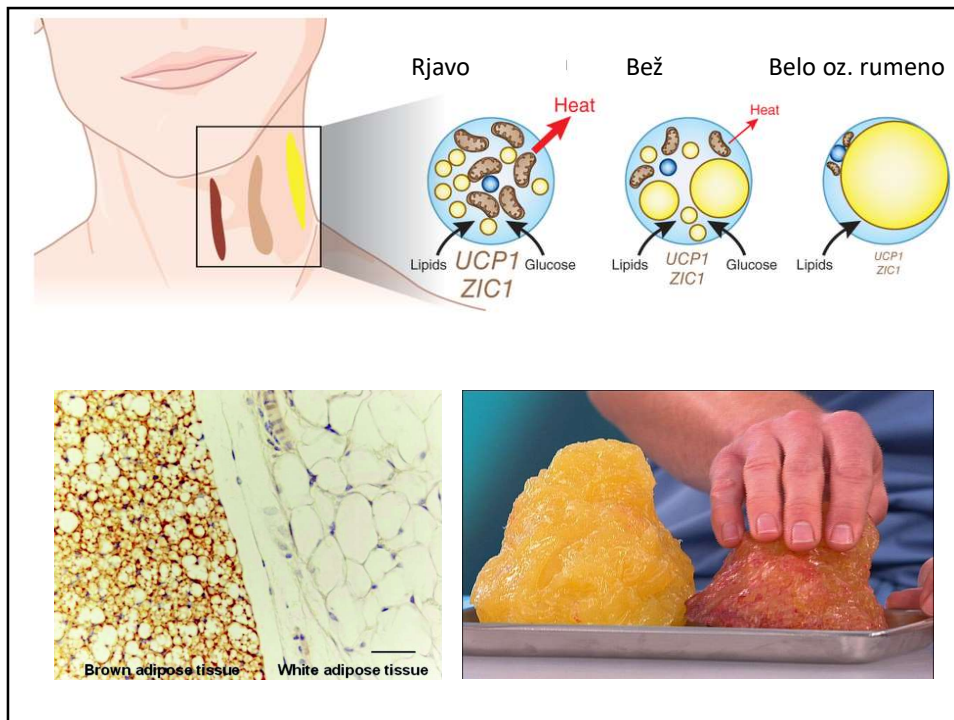 Rjavo
Bež
Belo oz. rumeno
Heat
Lipids
UCP1
ZIC1
Glucose
Heat
Lipids
UCP1
ZIC1
Glucose
Lipids
UCP1
ZIC1
Brown adipose tissue
White adipose tissue